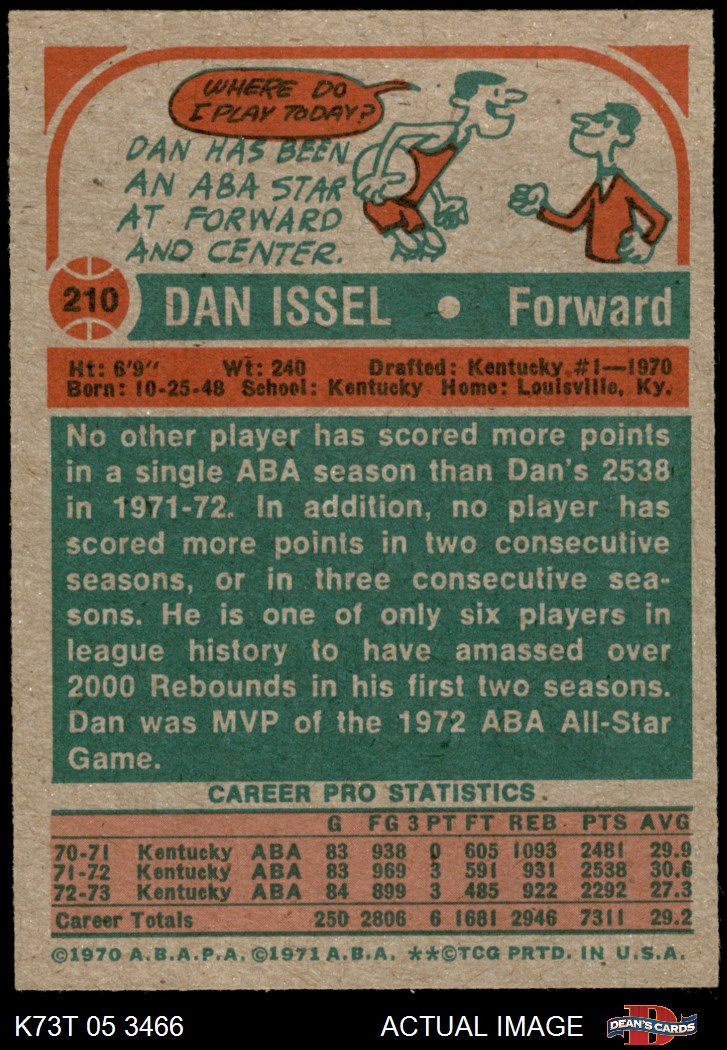 WHERE DO
I PLAY TODAY?
DAN HAS BEEN
AN ABA STAR
AT FORWARD
AND CENTER.
210 DAN ISSEL • Forward
Ht: 6'9" Wt: 240 Drafted: Kentucky #1—1970
Born: 10-25-48 School: Kentucky Home: Louisville, Ky.
No other player has scored more points
in a single ABA season than Dan's 2538
in 1971-72. In addition, no player has
scored more points in two consecutive
seasons, or in three consecutive sea-
sons. He is one of only six players in
league history to have amassed over
2000 Rebounds in his first two seasons.
Dan was MVP of the 1972 ABA All-Star
Game.
CAREER PRO STATISTICS
G FG 3 PT FT REB PTS AVG
70-71 Kentucky ABA 83 938 0 605 1093 2481 29.9
71-72 Kentucky ABA 83 969 3 591 931 2538 30.6
72-73 Kentucky ABA 84 899 3 485 922 2292 27.3
Career Totals 250 2806 6 1681 2946 7311 29.2
©1970 A.B.A.P.A. ©1971 A.B.A. **©TCG PRTD. IN U.S.A.
K73T 05 3466 ACTUAL IMAGE DEAN'S CARDS